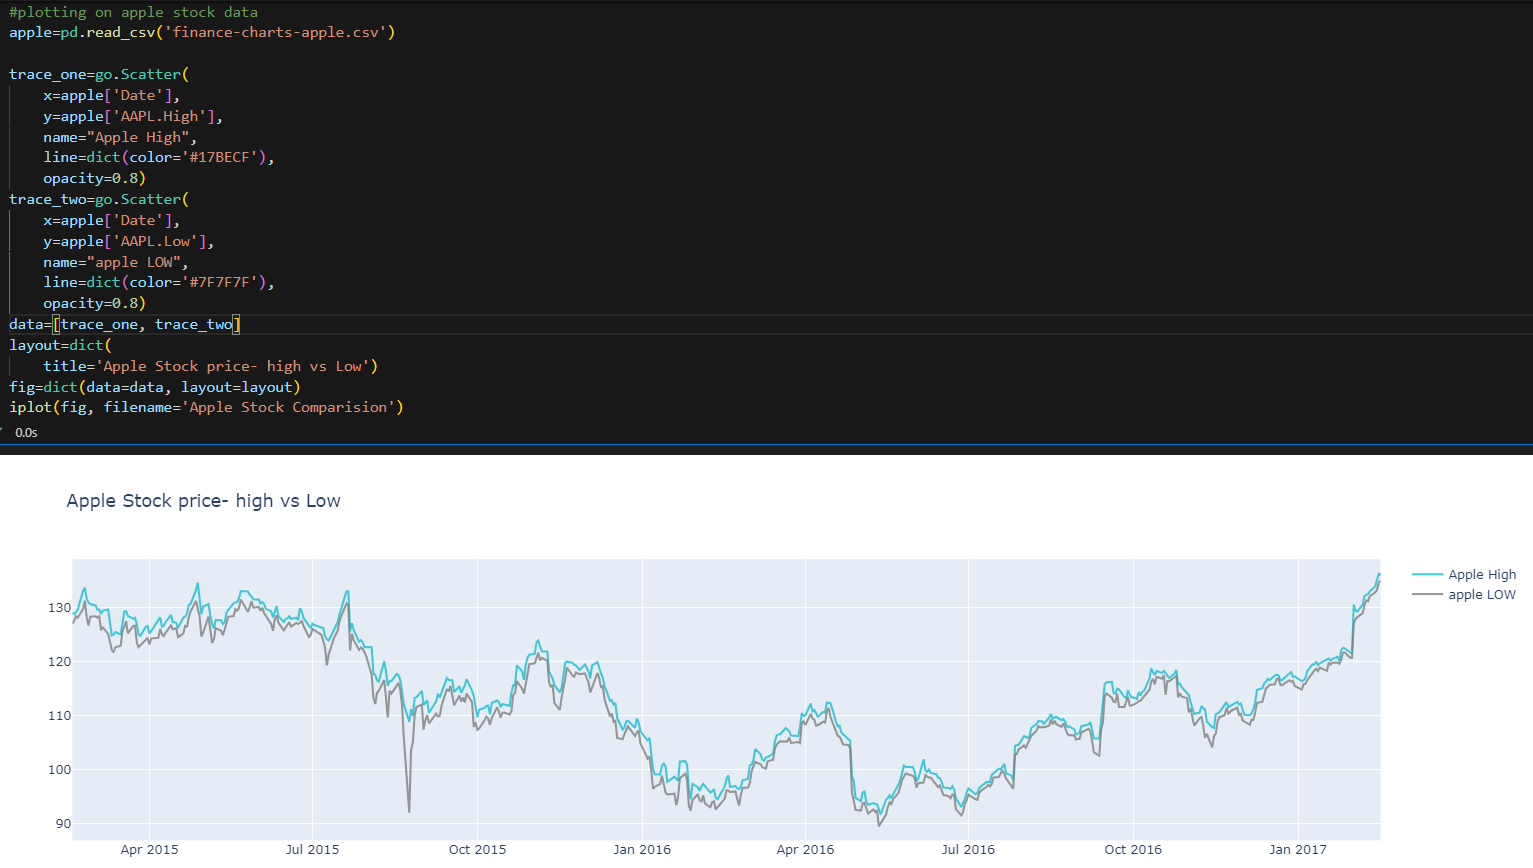 #plotting on apple stock data
apple=pd.read_csv('finance-charts-apple.csv')
trace_one=go.Scatter(
x=apple['Date'],
y=apple['AAPL.High'],
name="Apple High",
line=dict(color='#17BECF'),
opacity=0.8)
trace_two=go.Scatter(
x=apple['Date'],
y=apple['AAPL.Low'],
name="apple LOW",
line=dict(color='#7F7F7F'),
opacity=0.8)
data=[trace_one, trace_two]
layout=dict(
title='Apple Stock price- high vs Low')
fig=dict(data=data, layout=layout)
iplot(fig, filename='Apple Stock Comparision')
0.0s
Apple Stock price- high vs Low
Apple High
apple LOW
130
120
110
100
90
Apr 2015
Jul 2015
Oct 2015
Jan 2016
Apr 2016
Jul 2016
Oct 2016
Jan 2017